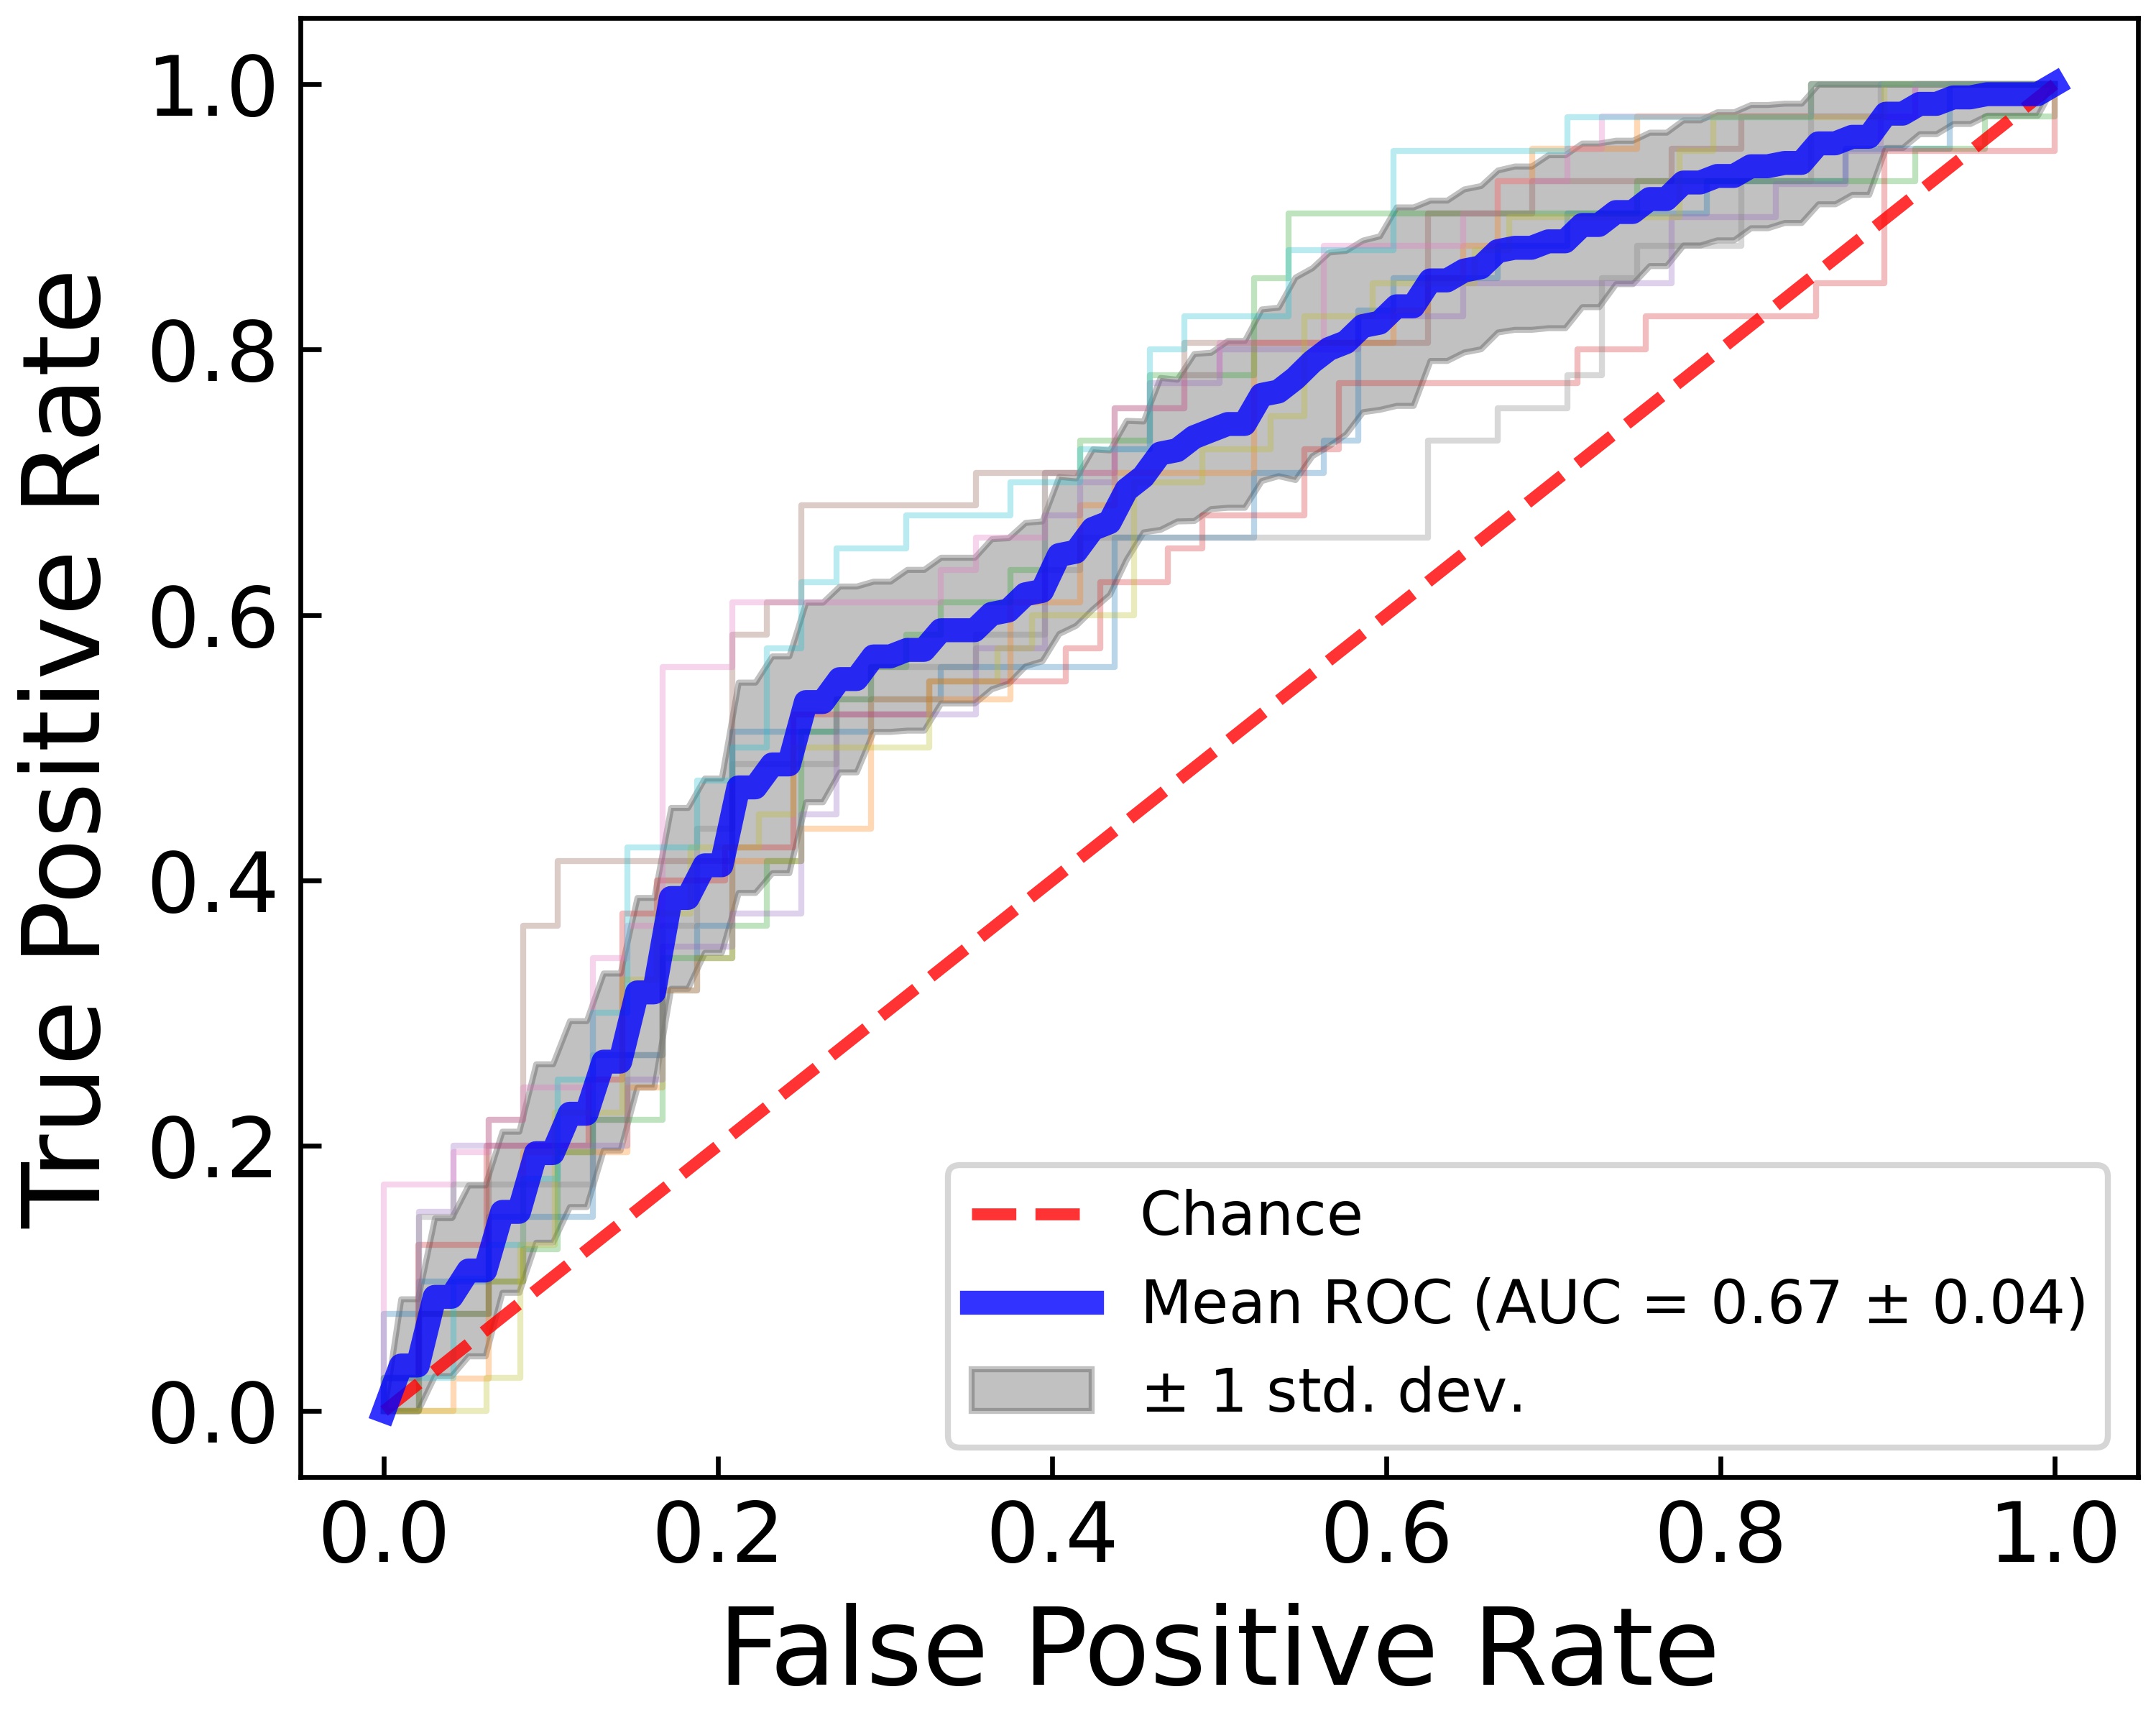 True Positive Rate
1.0
0.8
0.6
0.4
0.2
0.0
Chance
Mean ROC (AUC = 0.67 ± 0.04)
± 1 std. dev.
0.0 0.2 0.4 0.6 0.8 1.0
False Positive Rate